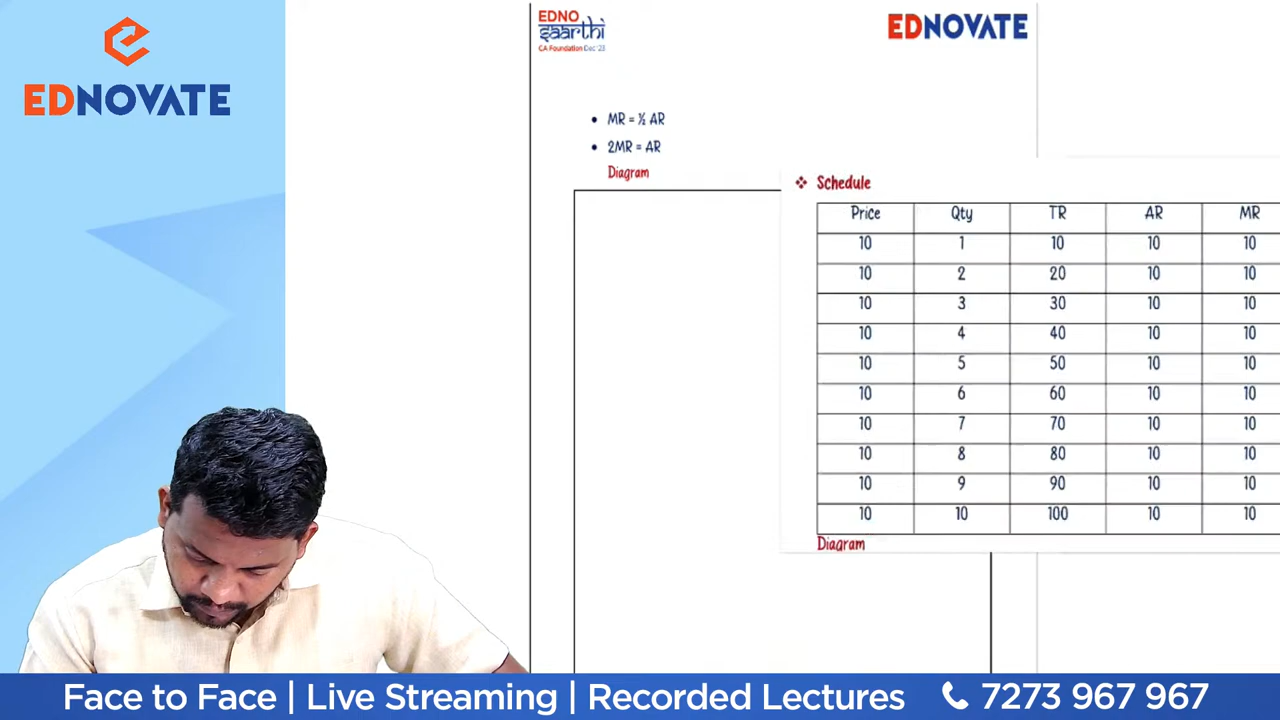 EDNOVATE
EDNO
saarthi
CA Foundation Dec '23
EDNOVATE
• MR = ½ AR
• 2MR = AR
Diagram
❖ Schedule
Price Qty TR AR MR
10 1 10 10 10
10 2 20 10 10
10 3 30 10 10
10 4 40 10 10
10 5 50 10 10
10 6 60 10 10
10 7 70 10 10
10 8 80 10 10
10 9 90 10 10
10 10 100 10 10
Diagram
Face to Face | Live Streaming | Recorded Lectures 7273 967 967